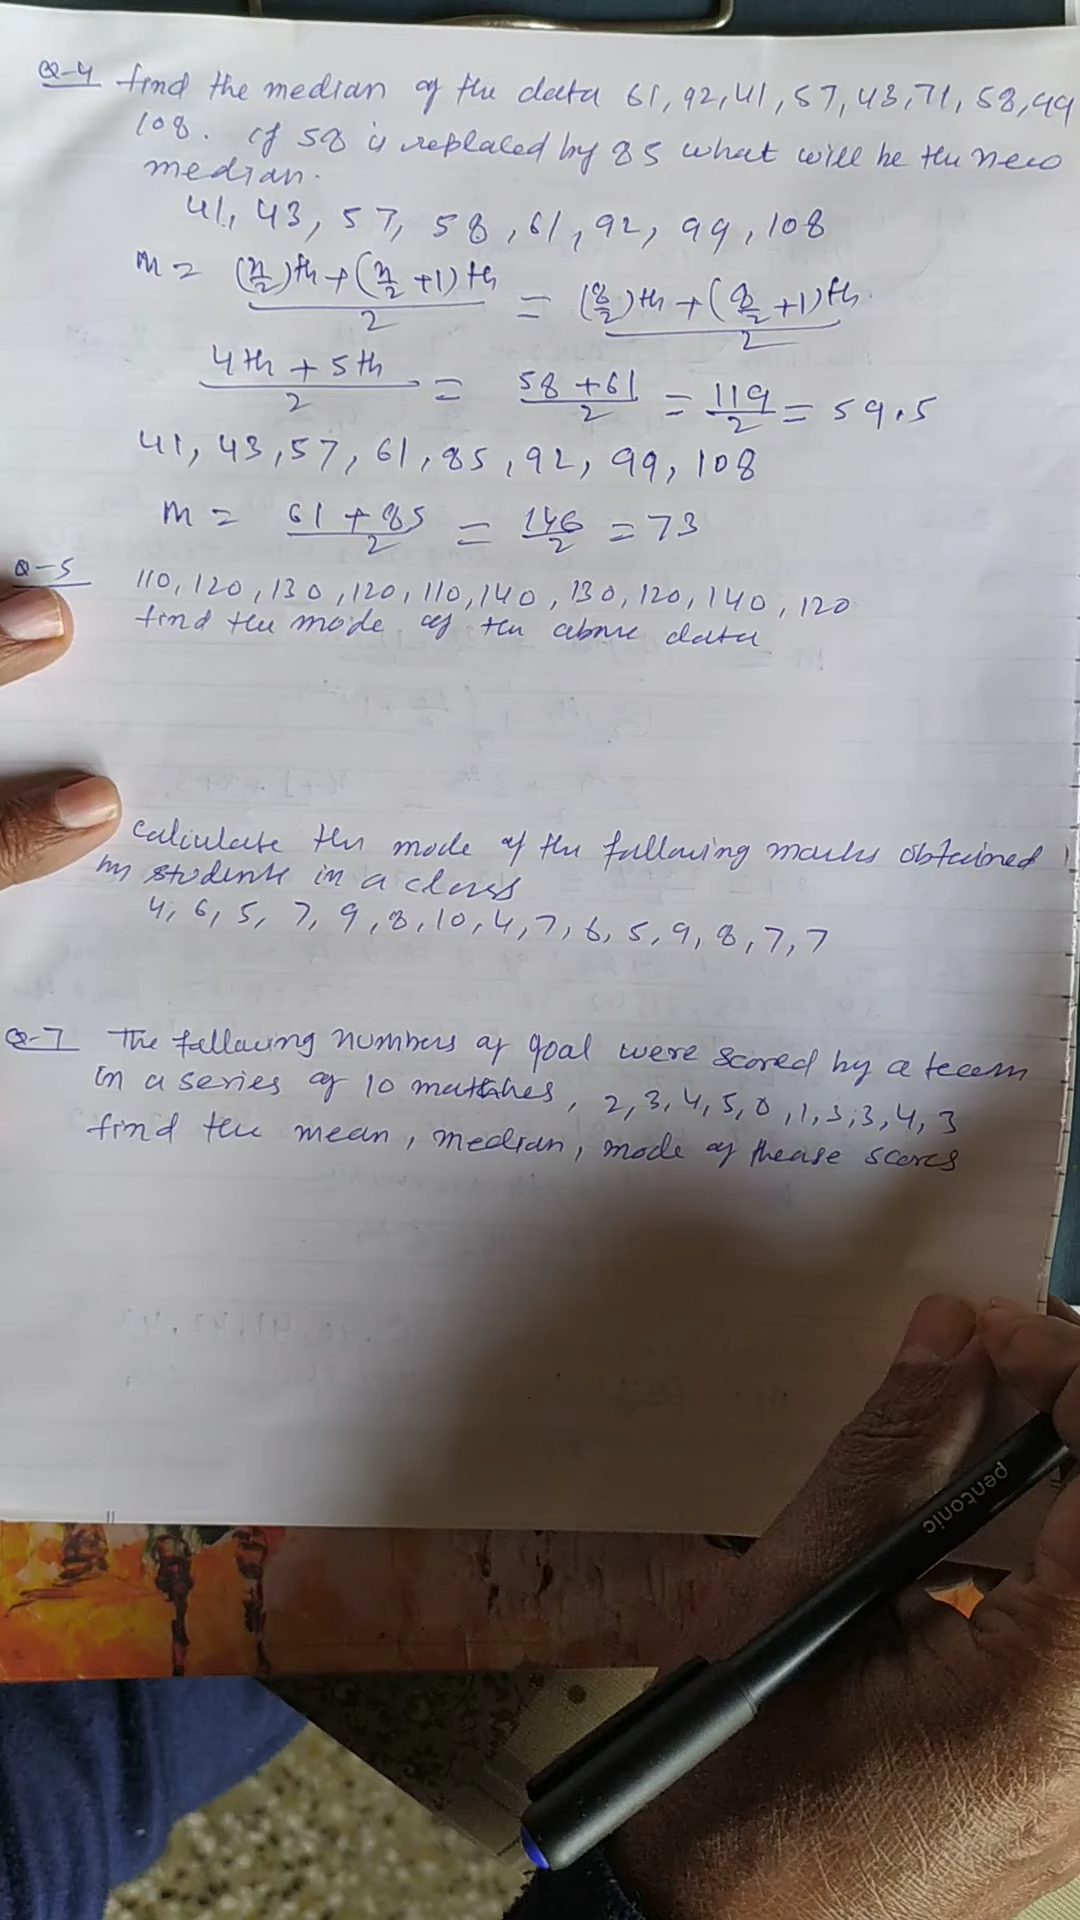 Q-4 find the median of the data 61, 92, 41, 57, 43, 71, 58, 99
108. if 58 is replaced by 85 what will be the new
median.
41, 43, 57, 58, 61, 92, 99, 108
m = ((n/2)th + (n/2 + 1)th)/2 = ((8/2)th + (8/2 + 1)th)/2
(4th + 5th)/2 = (58 + 61)/2 = 119/2 = 59.5
41, 43, 57, 61, 85, 92, 99, 108
m = (61 + 85)/2 = 146/2 = 73
Q-5 110, 120, 130, 120, 110, 140, 130, 120, 140, 120
find the mode of the above data
calculate the mode of the following marks obtained
by students in a class
4, 6, 5, 7, 9, 8, 10, 4, 7, 6, 5, 9, 8, 7, 7
Q-7 The following numbers of goal were scored by a team
in a series of 10 matches, 2, 3, 4, 5, 0, 1, 3, 3, 4, 3
find the mean, median, mode of thease scores
pentonic